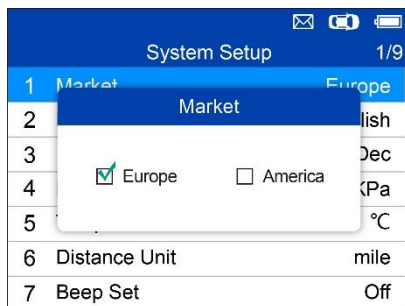 System Setup 1/9
1 Market Europe
Market
2 lish
3 Dec
Europe America
4 KPa
5 °C
6 Distance Unit mile
7 Beep Set Off